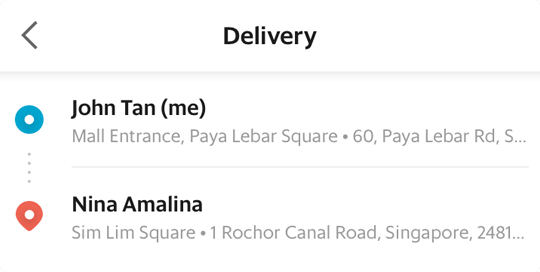 Delivery
John Tan (me)
Mall Entrance, Paya Lebar Square • 60, Paya Lebar Rd, S...
Nina Amalina
Sim Lim Square • 1 Rochor Canal Road, Singapore, 2481...